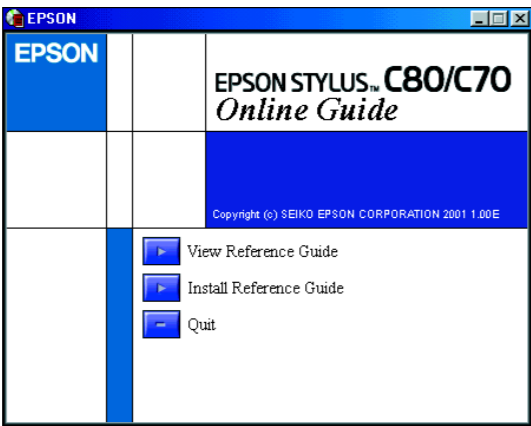 EPSON
EPSON
EPSON STYLUS™ C80/C70
Online Guide
Copyright (c) SEIKO EPSON CORPORATION 2001 1.00E
View Reference Guide
Install Reference Guide
Quit